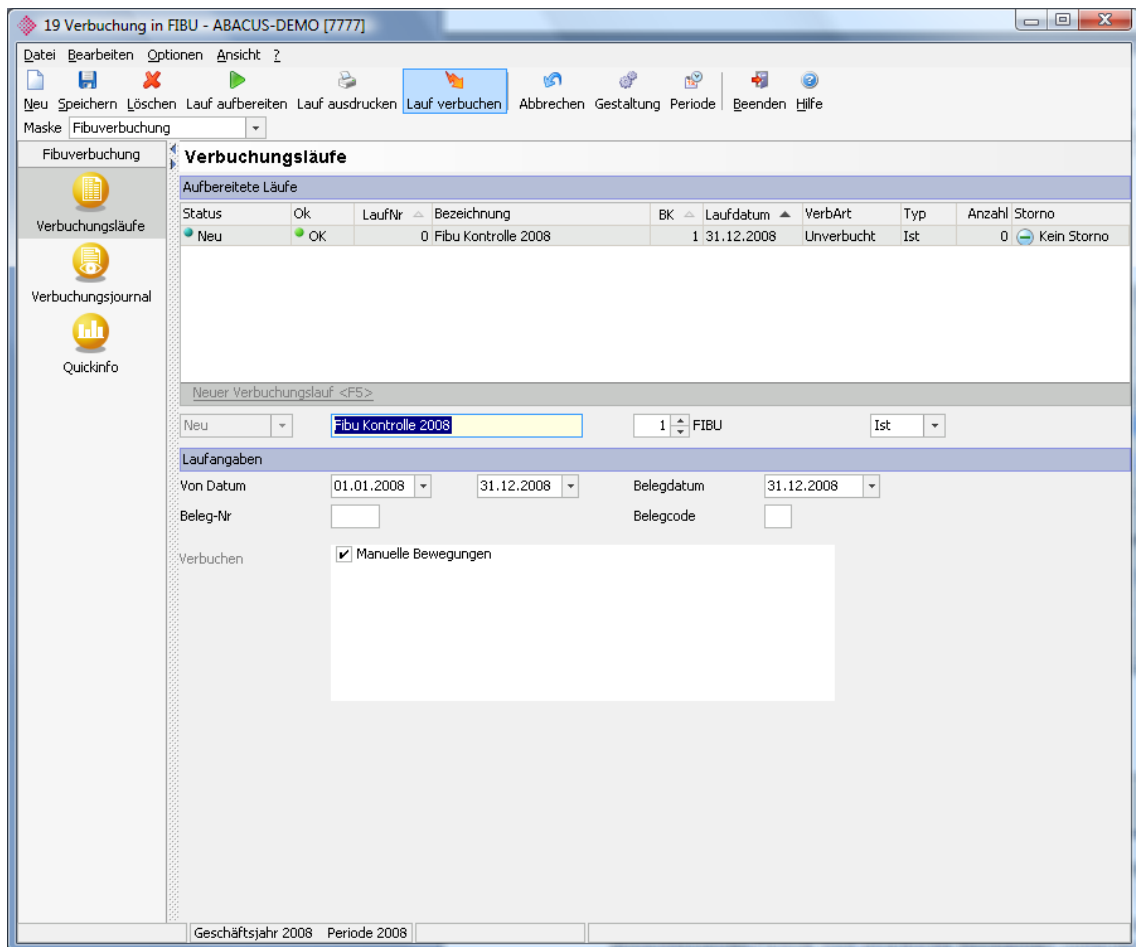 19 Verbuchung in FIBU - ABACUS-DEMO [7777]
Datei Bearbeiten Optionen Ansicht ?
Neu Speichern Löschen Lauf aufbereiten Lauf ausdrucken Lauf verbuchen Abbrechen Gestaltung Periode Beenden Hilfe
Maske Fibuverbuchung
Fibuverbuchung
Verbuchungsläufe
Verbuchungsjournal
Quickinfo
Verbuchungsläufe
Aufbereitete Läufe
Status Ok LaufNr Bezeichnung BK Laufdatum VerbArt Typ Anzahl Storno
Neu OK 0 Fibu Kontrolle 2008 1 31.12.2008 Unverbucht Ist 0 Kein Storno
Neuer Verbuchungslauf <F5>
Neu Fibu Kontrolle 2008 1 FIBU Ist
Laufangaben
Von Datum 01.01.2008 31.12.2008 Belegdatum 31.12.2008
Beleg-Nr Belegcode
Verbuchen Manuelle Bewegungen
Geschäftsjahr 2008 Periode 2008